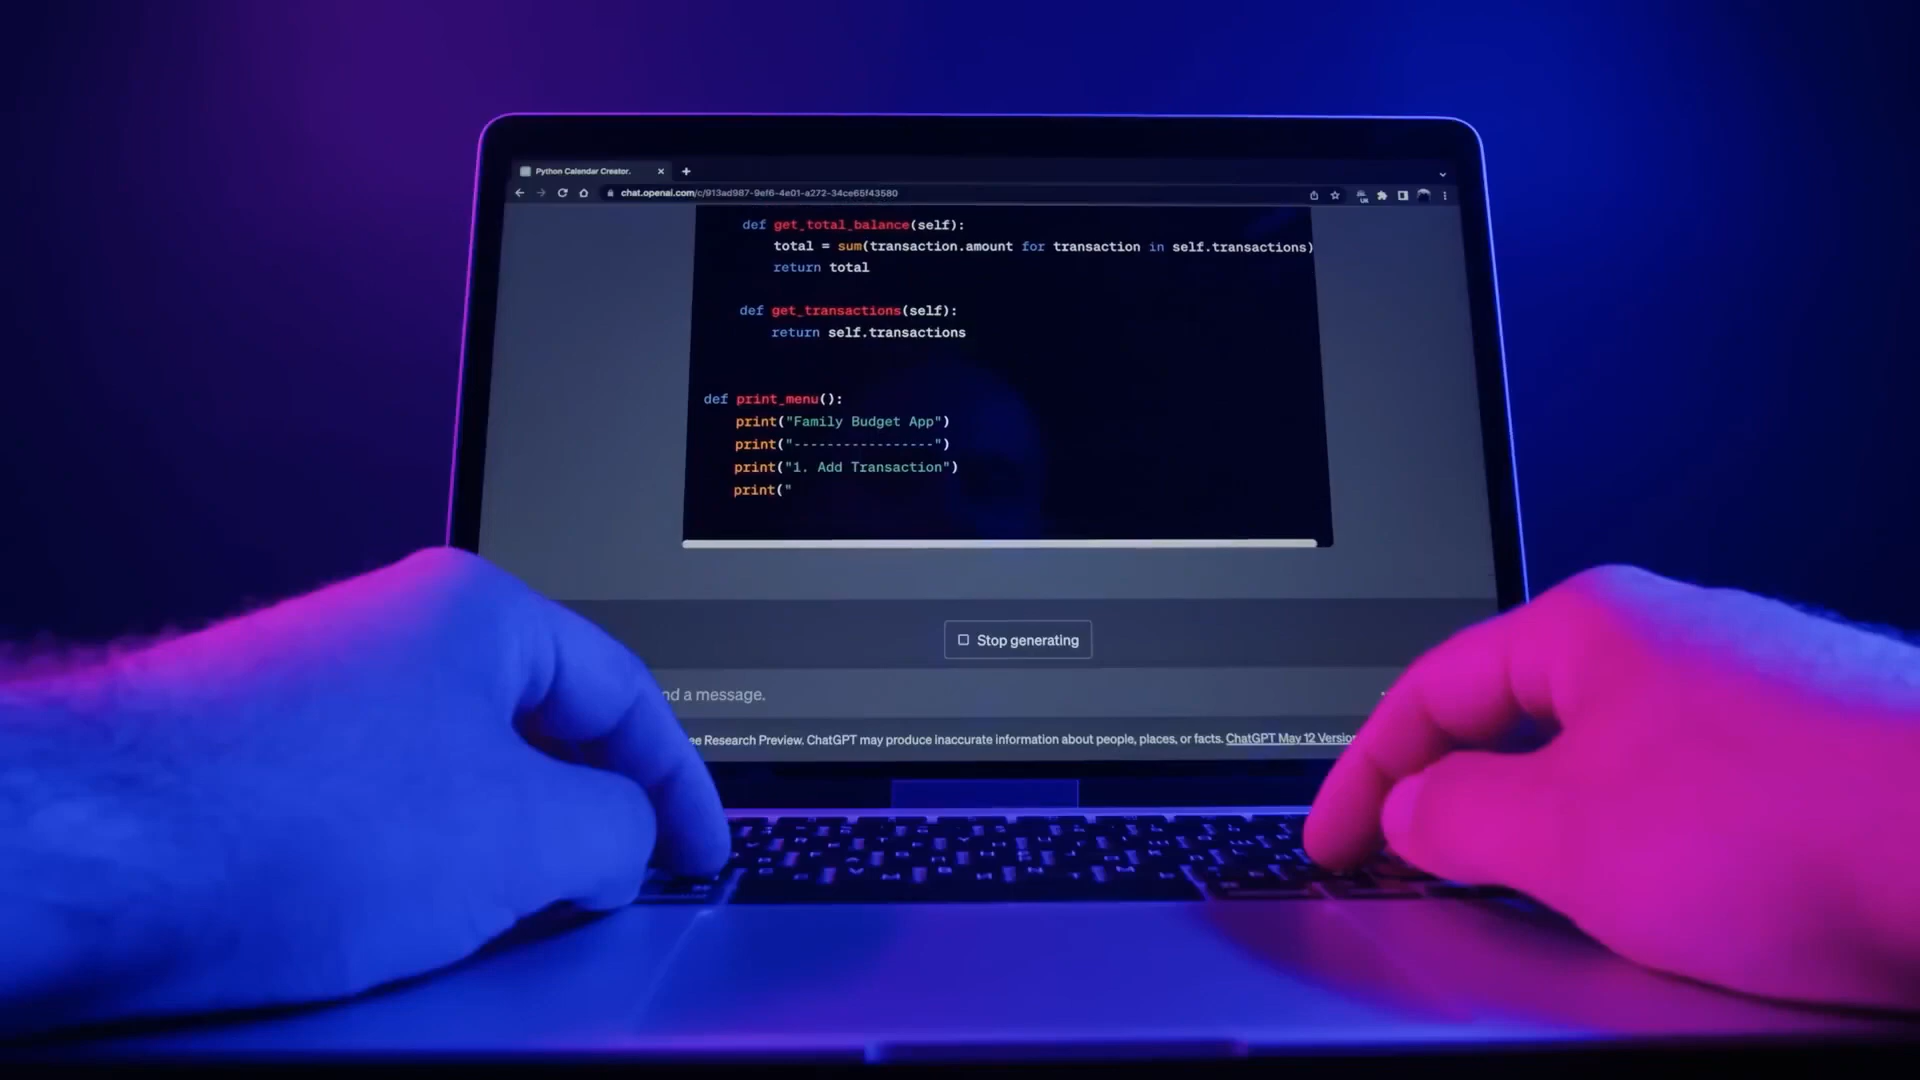 Python Calendar Creator.
chat.openai.com/c/913ad987-9ef6-4e01-a272-34ce65f43580
def get_total_balance(self):
total = sum(transaction.amount for transaction in self.transactions)
return total
def get_transactions(self):
return self.transactions
def print_menu():
print("Family Budget App")
print("-----------------")
print("1. Add Transaction")
print("
Stop generating
a message.
Research Preview. ChatGPT may produce inaccurate information about people, places, or facts. ChatGPT May 12